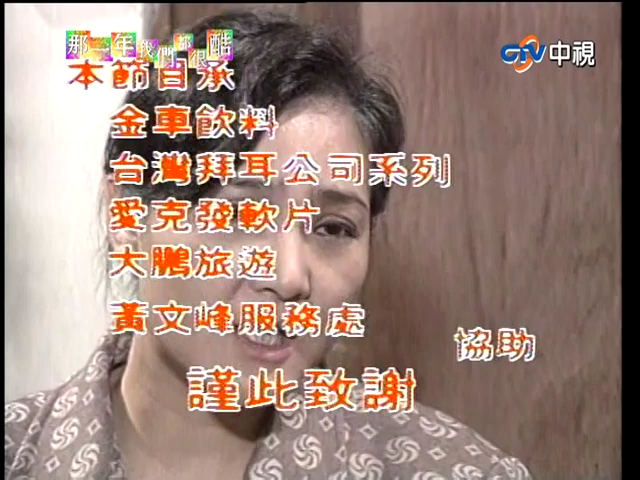 那一年我們都很酷
CTV中視
本節目承
金車飲料
台灣拜耳公司系列
愛克發軟片
大鵬旅遊
黃文峰服務處
協助
謹此致謝